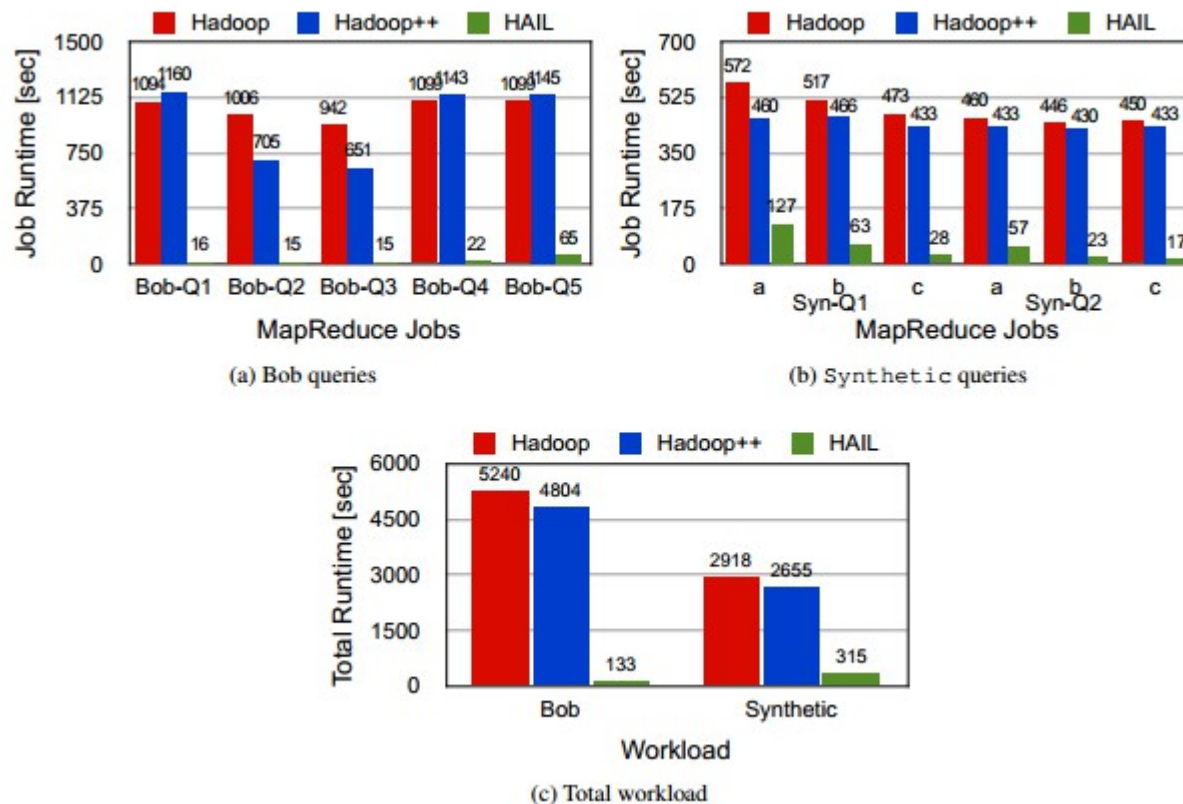 Hadoop Hadoop++ HAIL
Job Runtime [sec]
1500
1125
750
375
0
1094 1160 16
1006 705 15
942 651 15
1099 1143 22
1099 1145 65
Bob-Q1 Bob-Q2 Bob-Q3 Bob-Q4 Bob-Q5
MapReduce Jobs
(a) Bob queries
Hadoop Hadoop++ HAIL
Job Runtime [sec]
700
525
350
175
0
572 460 127
517 466 63
473 433 28
460 433 57
446 430 23
450 433 17
a b c a b c
Syn-Q1 Syn-Q2
MapReduce Jobs
(b) Synthetic queries
Hadoop Hadoop++ HAIL
Total Runtime [sec]
6000
4500
3000
1500
0
5240 4804 133
2918 2655 315
Bob Synthetic
Workload
(c) Total workload